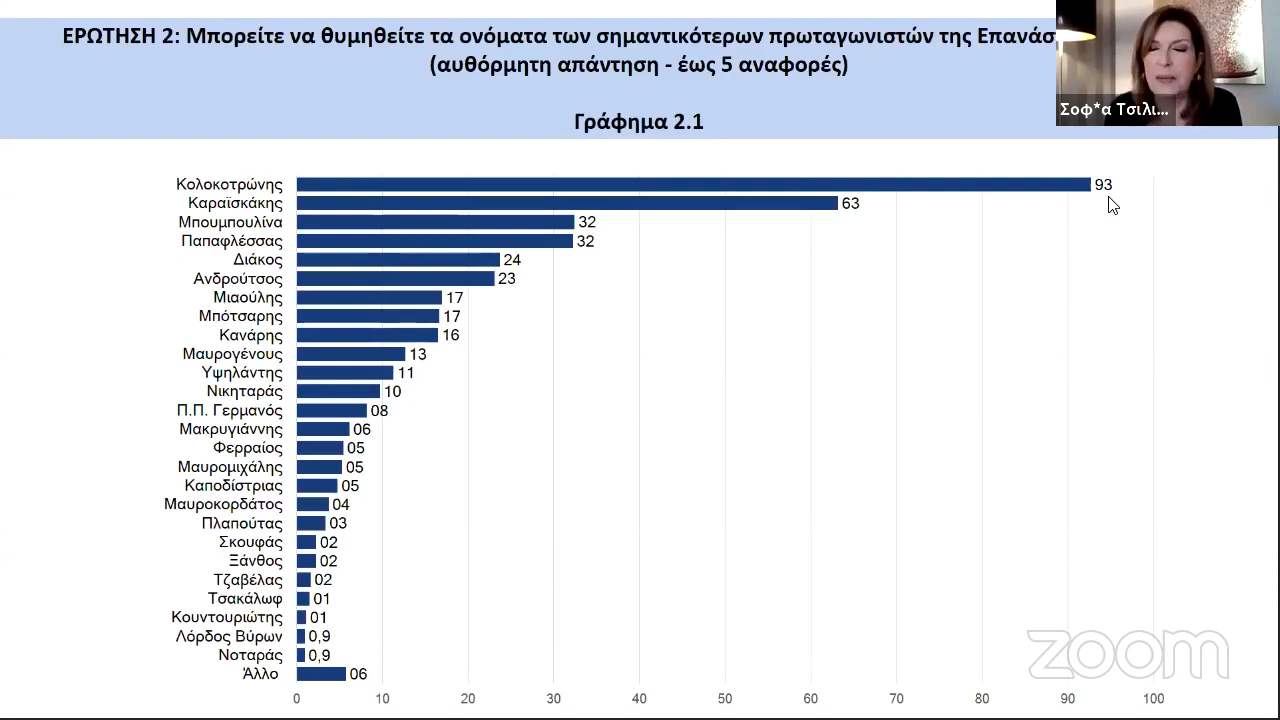 ΕΡΩΤΗΣΗ 2: Μπορείτε να θυμηθείτε τα ονόματα των σημαντικότερων πρωταγωνιστών της
(αυθόρμητη απάντηση - έως 5 αναφορές)
Γράφημα 2.1
Σοφ*α Τσιλι...
Κολοκοτρώνης 93
Καραϊσκάκης 63
Μπουμπουλίνα 32
Παπαφλέσσας 32
Διάκος 24
Ανδρούτσος 23
Μιαούλης 17
Μπότσαρης 17
Κανάρης 16
Μαυρογένους 13
Υψηλάντης 11
Νικηταράς 10
Π.Π. Γερμανός 08
Μακρυγιάννης 06
Φερραίος 05
Μαυρομιχάλης 05
Καποδίστριας 05
Μαυροκορδάτος 04
Πλαπούτας 03
Σκουφάς 02
Ξάνθος 02
Τζαβέλας 02
Τσακάλωφ 01
Κουντουριώτης 01
Λόρδος Βύρων 0,9
Νοταράς 0,9
Άλλο 06
0 10 20 30 40 50 60 70 80 90 100
zoom